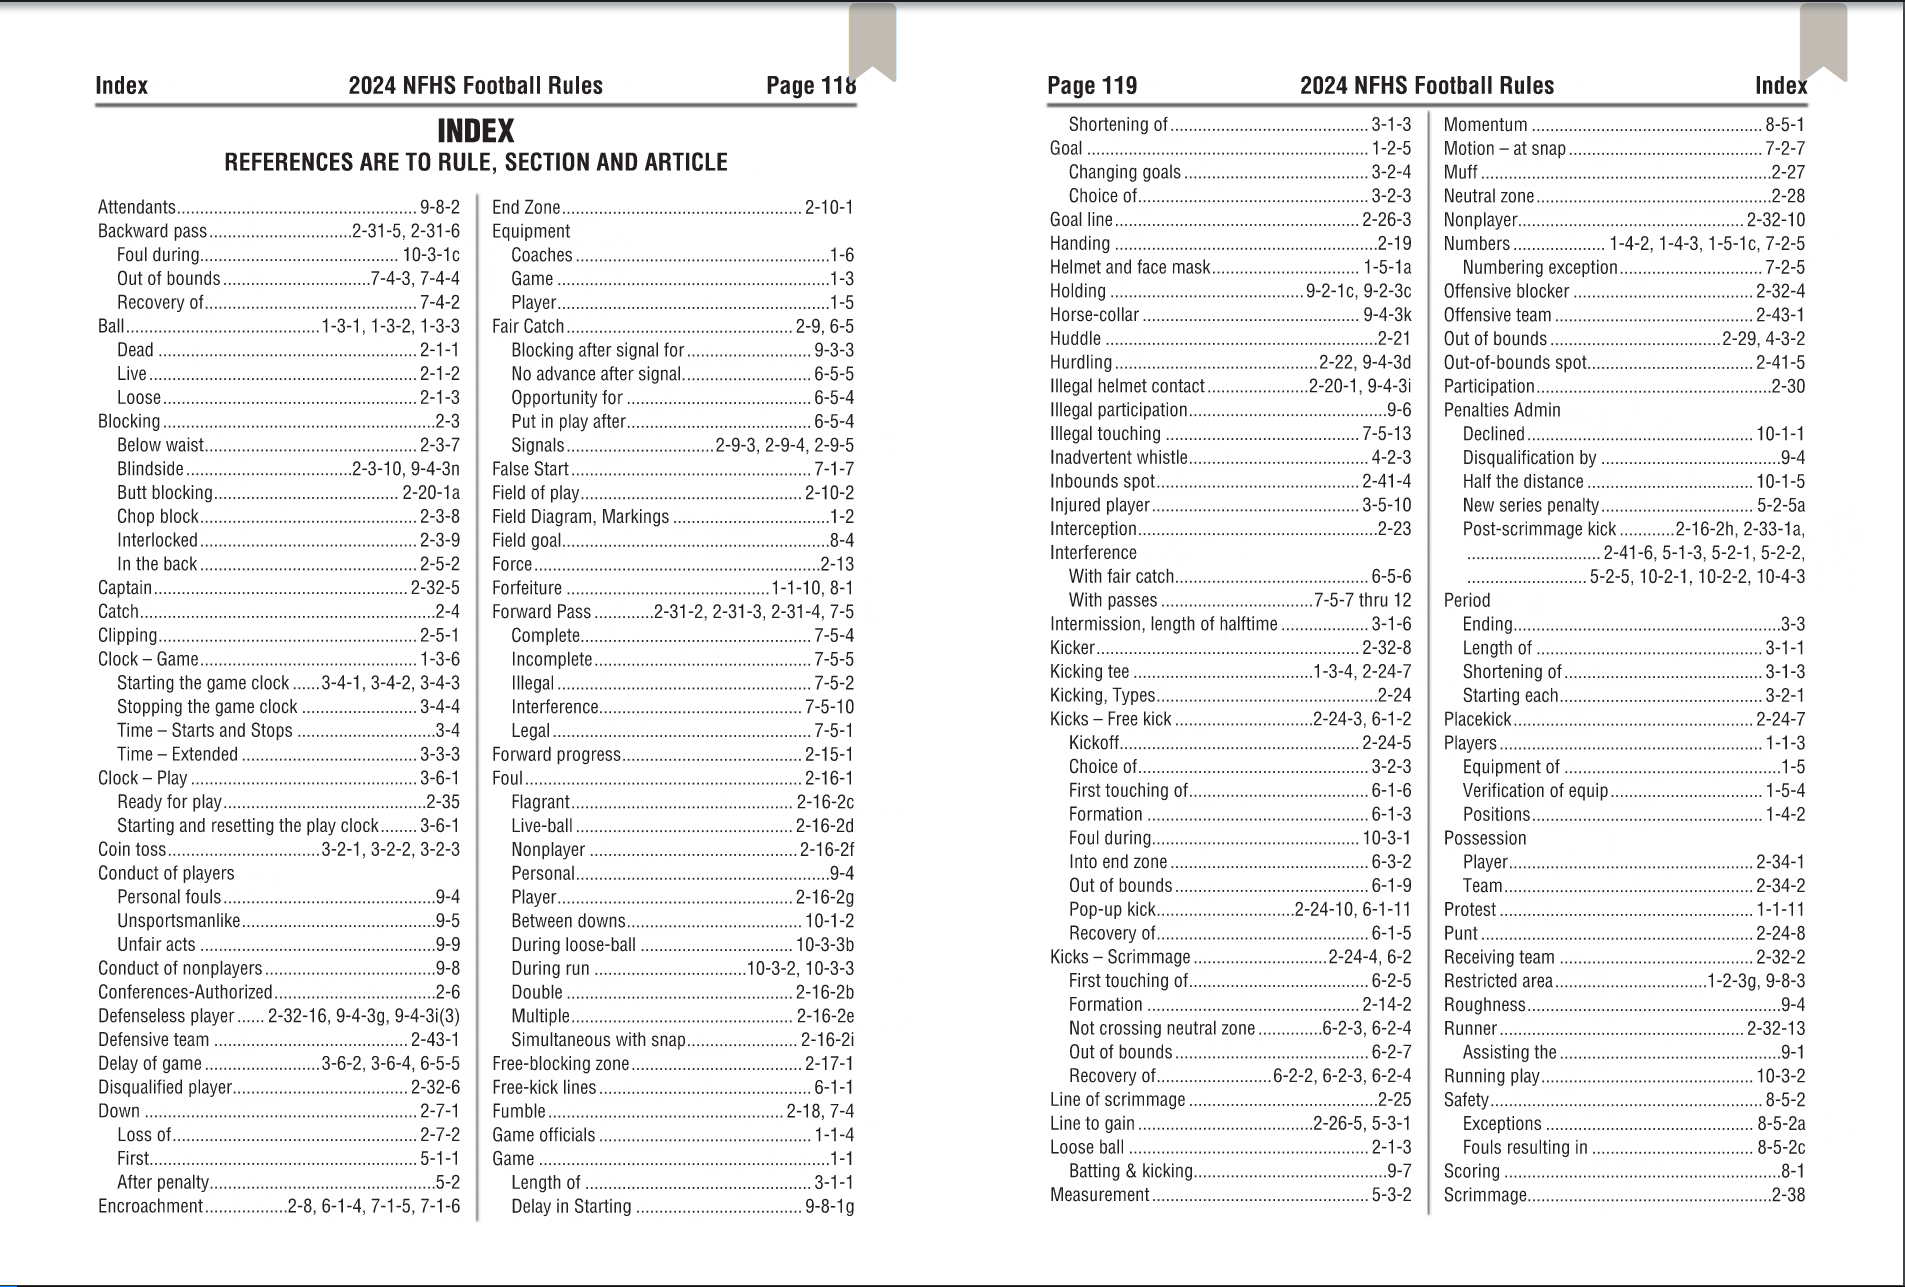 Index 2024 NFHS Football Rules Page 118
INDEX
REFERENCES ARE TO RULE, SECTION AND ARTICLE
Attendants 9-8-2
Backward pass 2-31-5, 2-31-6
Foul during 10-3-1c
Out of bounds 7-4-3, 7-4-4
Recovery of 7-4-2
Ball 1-3-1, 1-3-2, 1-3-3
Dead 2-1-1
Live 2-1-2
Loose 2-1-3
Blocking 2-3
Below waist 2-3-7
Blindside 2-3-10, 9-4-3n
Butt blocking 2-20-1a
Chop block 2-3-8
Interlocked 2-3-9
In the back 2-5-2
Captain 2-32-5
Catch 2-4
Clipping 2-5-1
Clock – Game 1-3-6
Starting the game clock 3-4-1, 3-4-2, 3-4-3
Stopping the game clock 3-4-4
Time – Starts and Stops 3-4
Time – Extended 3-3-3
Clock – Play 3-6-1
Ready for play 2-35
Starting and resetting the play clock 3-6-1
Coin toss 3-2-1, 3-2-2, 3-2-3
Conduct of players
Personal fouls 9-4
Unsportsmanlike 9-5
Unfair acts 9-9
Conduct of nonplayers 9-8
Conferences-Authorized 2-6
Defenseless player 2-32-16, 9-4-3g, 9-4-3i(3)
Defensive team 2-43-1
Delay of game 3-6-2, 3-6-4, 6-5-5
Disqualified player 2-32-6
Down 2-7-1
Loss of 2-7-2
First 5-1-1
After penalty 5-2
Encroachment 2-8, 6-1-4, 7-1-5, 7-1-6
End Zone 2-10-1
Equipment
Coaches 1-6
Game 1-3
Player 1-5
Fair Catch 2-9, 6-5
Blocking after signal for 9-3-3
No advance after signal 6-5-5
Opportunity for 6-5-4
Put in play after 6-5-4
Signals 2-9-3, 2-9-4, 2-9-5
False Start 7-1-7
Field of play 2-10-2
Field Diagram, Markings 1-2
Field goal 8-4
Force 2-13
Forfeiture 1-1-10, 8-1
Forward Pass 2-31-2, 2-31-3, 2-31-4, 7-5
Complete 7-5-4
Incomplete 7-5-5
Illegal 7-5-2
Interference 7-5-10
Legal 7-5-1
Forward progress 2-15-1
Foul 2-16-1
Flagrant 2-16-2c
Live-ball 2-16-2d
Nonplayer 2-16-2f
Personal 9-4
Player 2-16-2g
Between downs 10-1-2
During loose-ball 10-3-3b
During run 10-3-2, 10-3-3
Double 2-16-2b
Multiple 2-16-2e
Simultaneous with snap 2-16-2i
Free-blocking zone 2-17-1
Free-kick lines 6-1-1
Fumble 2-18, 7-4
Game officials 1-1-4
Game 1-1
Length of 3-1-1
Delay in Starting 9-8-1g
Page 119 2024 NFHS Football Rules Index
Shortening of 3-1-3
Goal 1-2-5
Changing goals 3-2-4
Choice of 3-2-3
Goal line 2-26-3
Handing 2-19
Helmet and face mask 1-5-1a
Holding 9-2-1c, 9-2-3c
Horse-collar 9-4-3k
Huddle 2-21
Hurdling 2-22, 9-4-3d
Illegal helmet contact 2-20-1, 9-4-3i
Illegal participation 9-6
Illegal touching 7-5-13
Inadvertent whistle 4-2-3
Inbounds spot 2-41-4
Injured player 3-5-10
Interception 2-23
Interference
With fair catch 6-5-6
With passes 7-5-7 thru 12
Intermission, length of halftime 3-1-6
Kicker 2-32-8
Kicking tee 1-3-4, 2-24-7
Kicking, Types 2-24
Kicks – Free kick 2-24-3, 6-1-2
Kickoff 2-24-5
Choice of 3-2-3
First touching of 6-1-6
Formation 6-1-3
Foul during 10-3-1
Into end zone 6-3-2
Out of bounds 6-1-9
Pop-up kick 2-24-10, 6-1-11
Recovery of 6-1-5
Kicks – Scrimmage 2-24-4, 6-2
First touching of 6-2-5
Formation 2-14-2
Not crossing neutral zone 6-2-3, 6-2-4
Out of bounds 6-2-7
Recovery of 6-2-2, 6-2-3, 6-2-4
Line of scrimmage 2-25
Line to gain 2-26-5, 5-3-1
Loose ball 2-1-3
Batting & kicking 9-7
Measurement 5-3-2
Momentum 8-5-1
Motion – at snap 7-2-7
Muff 2-27
Neutral zone 2-28
Nonplayer 2-32-10
Numbers 1-4-2, 1-4-3, 1-5-1c, 7-2-5
Numbering exception 7-2-5
Offensive blocker 2-32-4
Offensive team 2-43-1
Out of bounds 2-29, 4-3-2
Out-of-bounds spot 2-41-5
Participation 2-30
Penalties Admin
Declined 10-1-1
Disqualification by 9-4
Half the distance 10-1-5
New series penalty 5-2-5a
Post-scrimmage kick 2-16-2h, 2-33-1a,
2-41-6, 5-1-3, 5-2-1, 5-2-2,
5-2-5, 10-2-1, 10-2-2, 10-4-3
Period
Ending 3-3
Length of 3-1-1
Shortening of 3-1-3
Starting each 3-2-1
Placekick 2-24-7
Players 1-1-3
Equipment of 1-5
Verification of equip 1-5-4
Positions 1-4-2
Possession
Player 2-34-1
Team 2-34-2
Protest 1-1-11
Punt 2-24-8
Receiving team 2-32-2
Restricted area 1-2-3g, 9-8-3
Roughness 9-4
Runner 2-32-13
Assisting the 9-1
Running play 10-3-2
Safety 8-5-2
Exceptions 8-5-2a
Fouls resulting in 8-5-2c
Scoring 8-1
Scrimmage 2-38